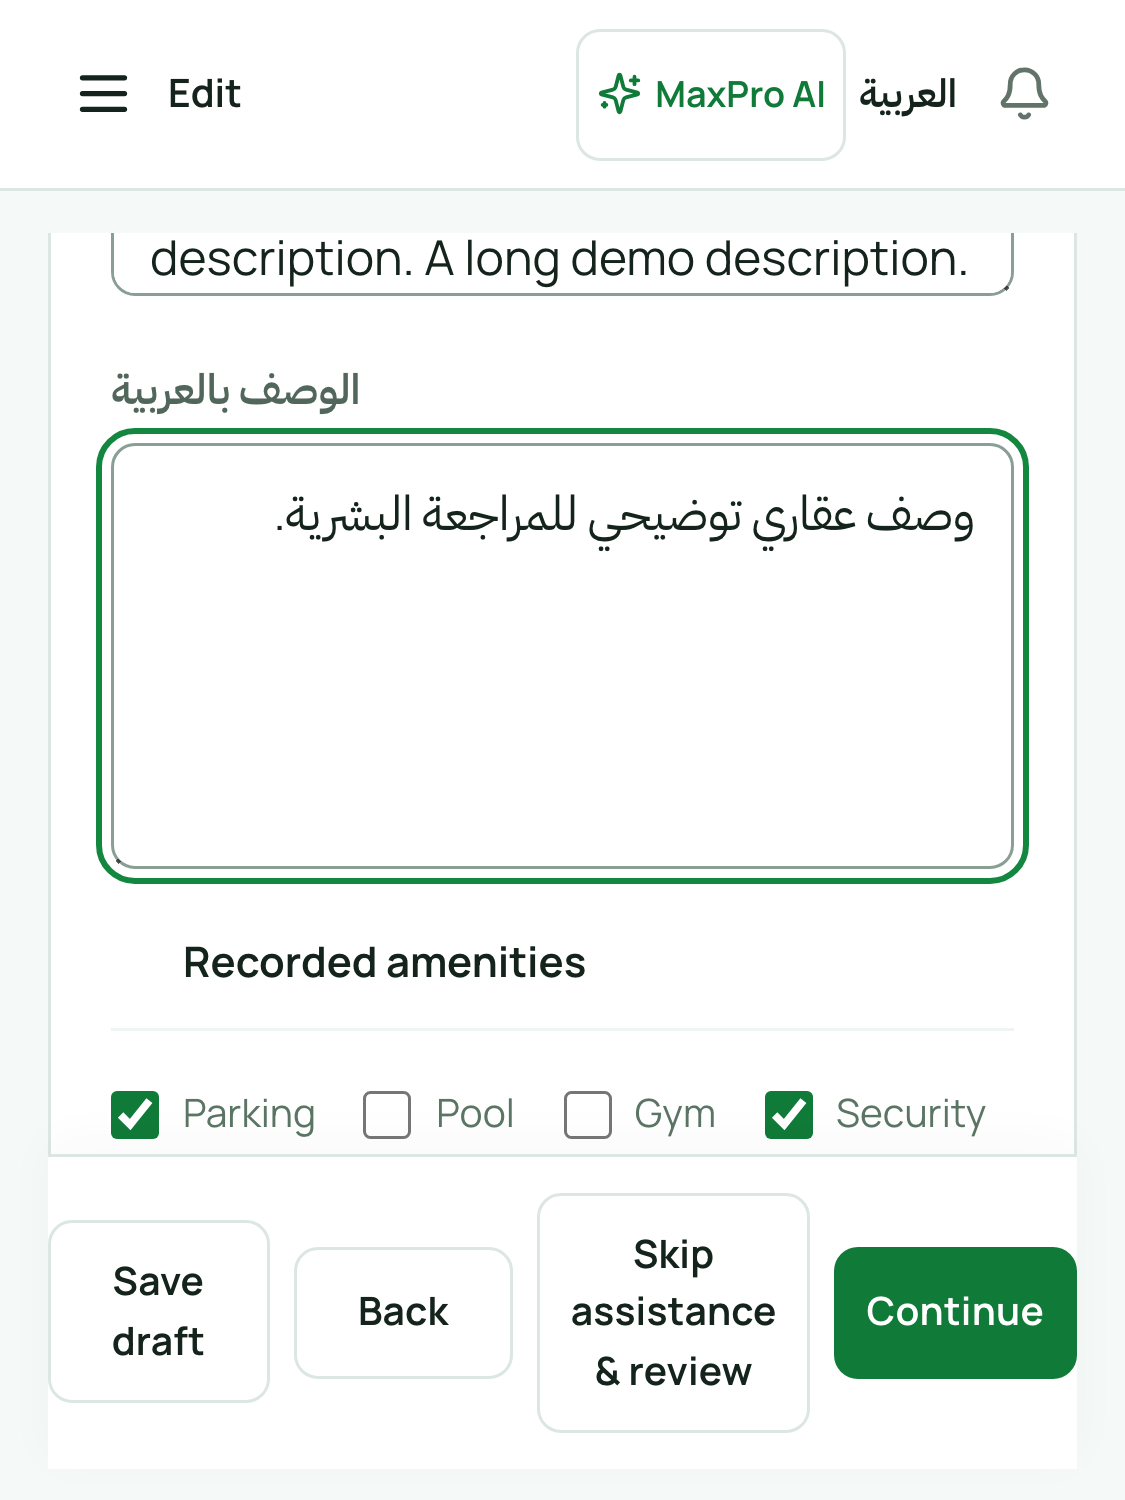 Edit
MaxPro AI
العربية
description. A long demo description.
الوصف بالعربية
وصف عقاري توضيحي للمراجعة البشرية.
Recorded amenities
Parking
Pool
Gym
Security
Save
draft
Back
Skip
assistance
& review
Continue